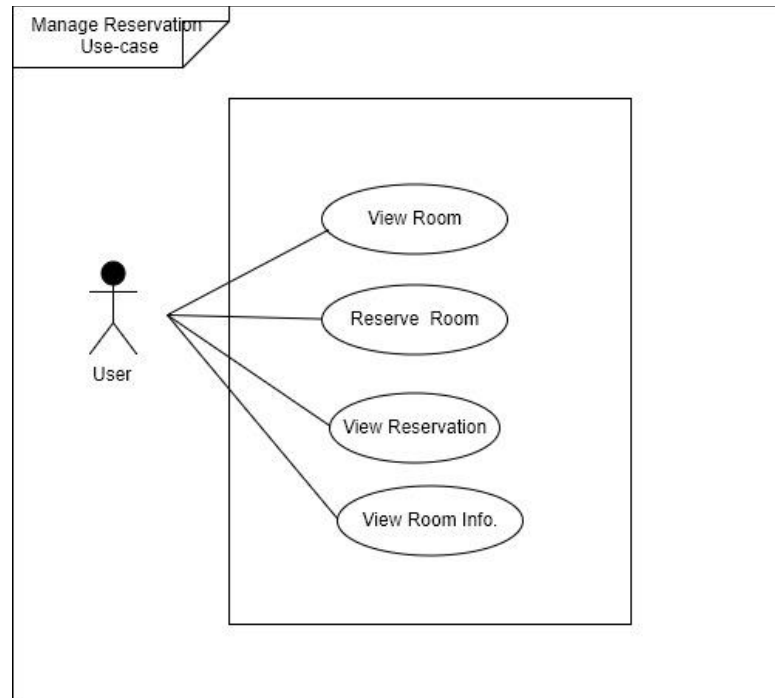 Manage Reservation
Use-case
View Room
Reserve  Room
User
View Reservation
View Room Info.